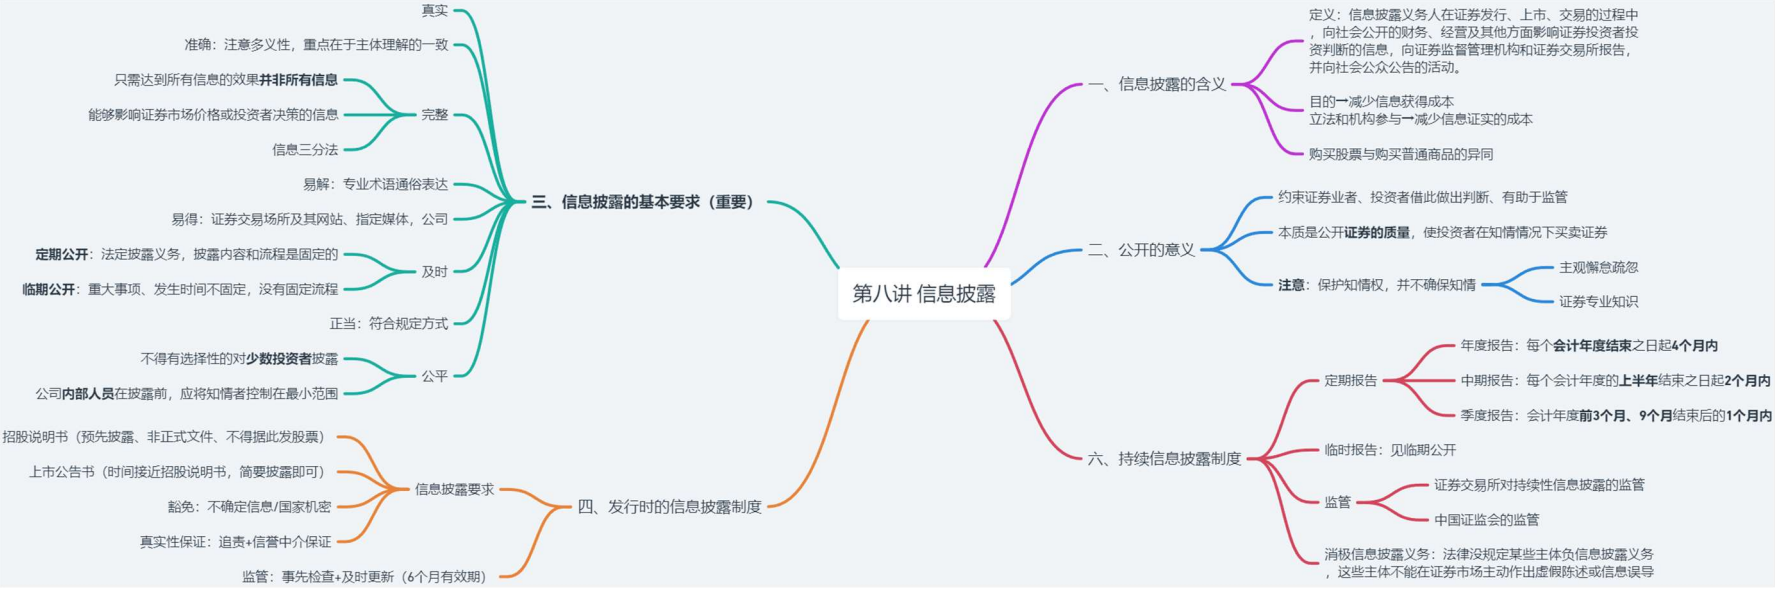 第八讲 信息披露
一、信息披露的含义
定义：信息披露义务人在证券发行、上市、交易的过程中
，向社会公开的财务、经营及其他方面影响证券投资者投
资判断的信息，向证券监督管理机构和证券交易所报告，
并向社会公众公告的活动。
目的→减少信息获得成本
立法和机构参与→减少信息证实的成本
购买股票与购买普通商品的异同
二、公开的意义
约束证券业者、投资者借此做出判断、有助于监管
本质是公开证券的质量，使投资者在知情情况下买卖证券
注意：保护知情权，并不确保知情
主观懈怠疏忽
证券专业知识
三、信息披露的基本要求（重要）
真实
准确：注意多义性，重点在于主体理解的一致
完整
只需达到所有信息的效果并非所有信息
能够影响证券市场价格或投资者决策的信息
信息三分法
易解：专业术语通俗表达
易得：证券交易场所及其网站、指定媒体，公司
及时
定期公开：法定披露义务，披露内容和流程是固定的
临期公开：重大事项、发生时间不固定，没有固定流程
正当：符合规定方式
公平
不得有选择性的对少数投资者披露
公司内部人员在披露前，应将知情者控制在最小范围
四、发行时的信息披露制度
信息披露要求
招股说明书（预先披露、非正式文件、不得据此发股票）
上市公告书（时间接近招股说明书，简要披露即可）
豁免：不确定信息/国家机密
真实性保证：追责+信誉中介保证
监管：事先检查+及时更新（6个月有效期）
六、持续信息披露制度
定期报告
年度报告：每个会计年度结束之日起4个月内
中期报告：每个会计年度的上半年结束之日起2个月内
季度报告：会计年度前3个月、9个月结束后的1个月内
临时报告：见临期公开
监管
证券交易所对持续性信息披露的监管
中国证监会的监管
消极信息披露义务：法律没规定某些主体负信息披露义务
，这些主体不能在证券市场主动作出虚假陈述或信息误导